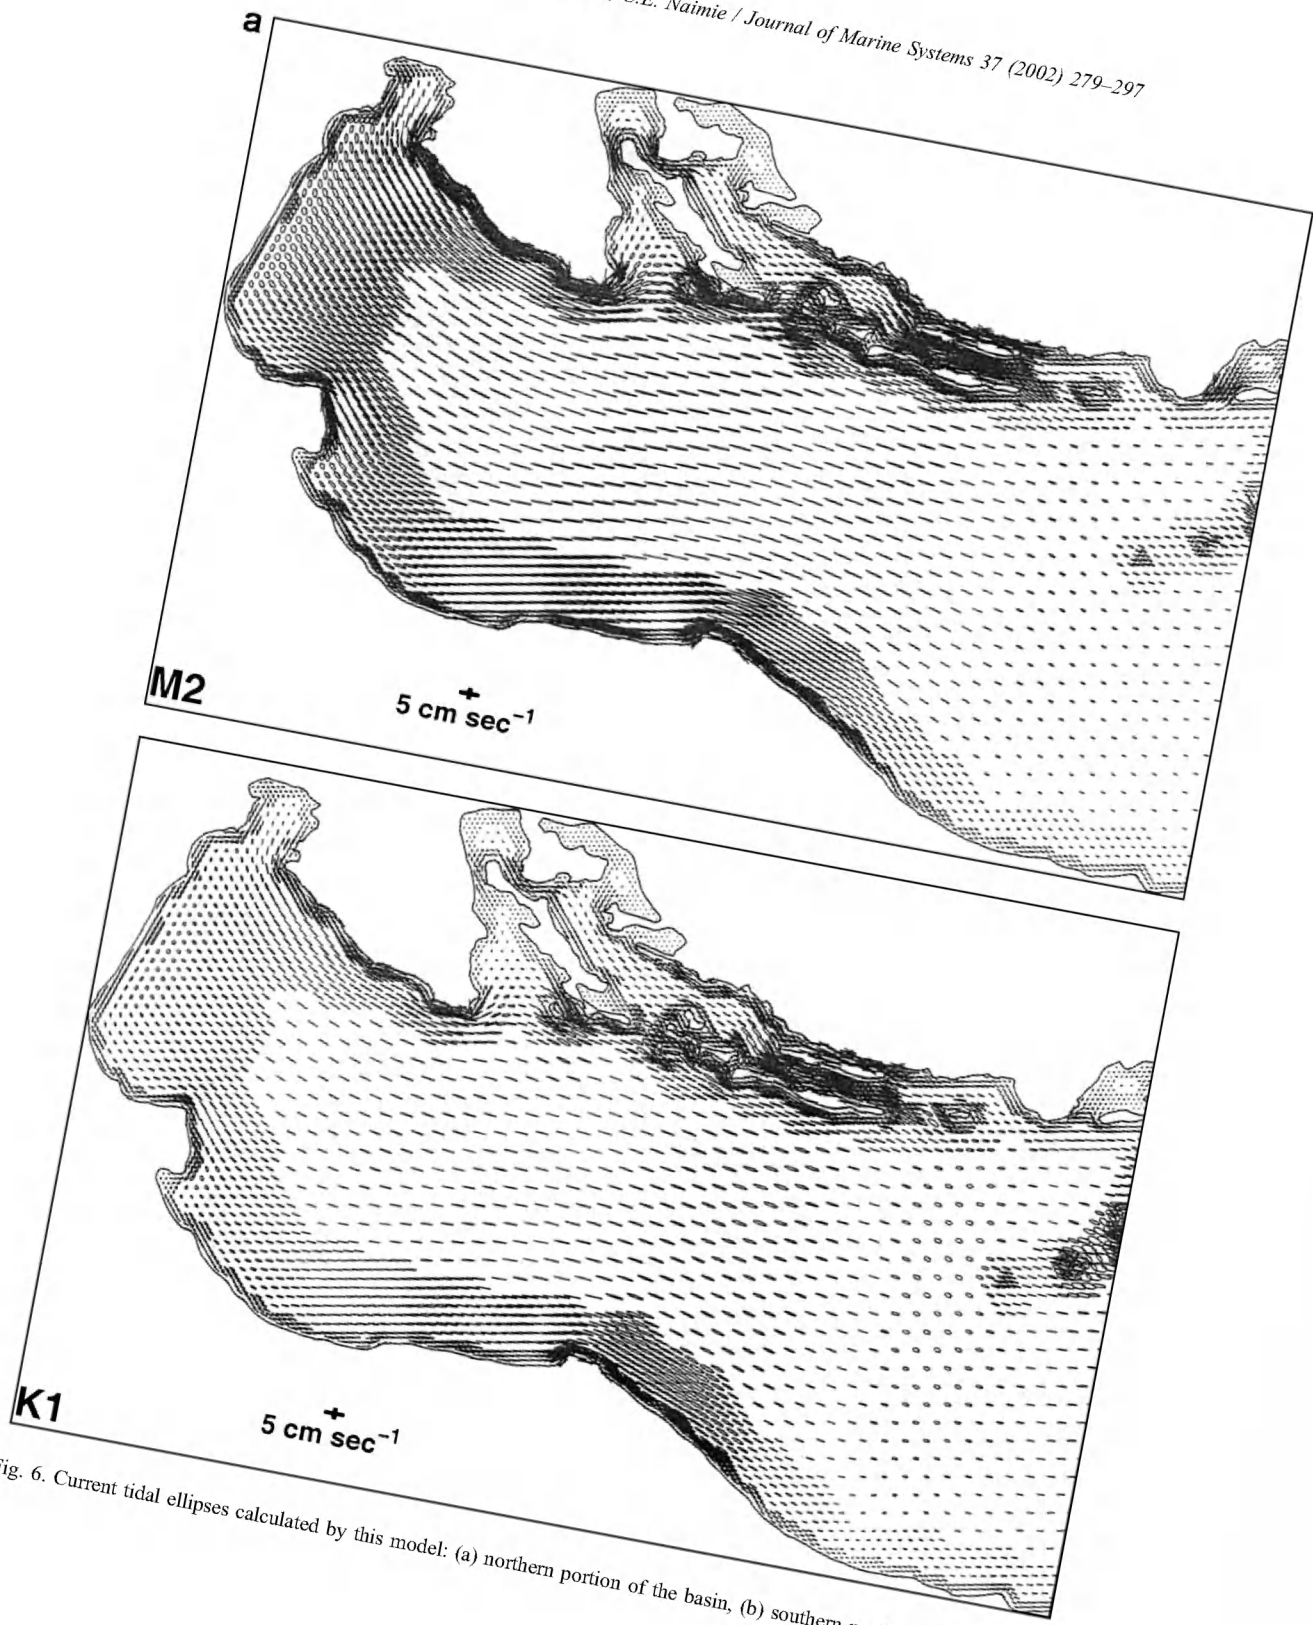 C.E. Naimie / Journal of Marine Systems 37 (2002) 279–297
a
M2
5 cm sec⁻¹
K1
5 cm sec⁻¹
Fig. 6. Current tidal ellipses calculated by this model: (a) northern portion of the basin, (b) southern